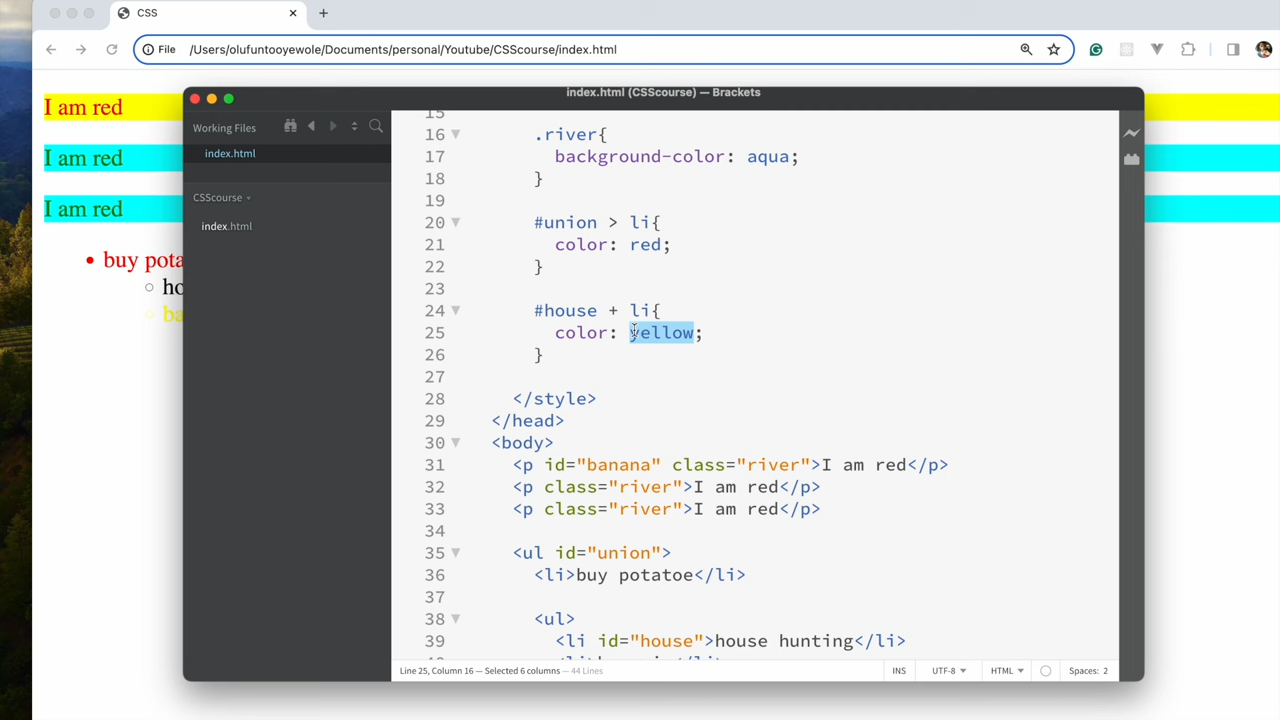 CSS
File /Users/olufuntooyewole/Documents/personal/Youtube/CSScourse/index.html
I am red
I am red
I am red
buy pota
ho
ba
index.html (CSScourse) — Brackets
Working Files
index.html
CSScourse
index.html
15
16 .river{
17 background-color: aqua;
18 }
19
20 #union > li{
21 color: red;
22 }
23
24 #house + li{
25 color: yellow;
26 }
27
28 </style>
29 </head>
30 <body>
31 <p id="banana" class="river">I am red</p>
32 <p class="river">I am red</p>
33 <p class="river">I am red</p>
34
35 <ul id="union">
36 <li>buy potatoe</li>
37
38 <ul>
39 <li id="house">house hunting</li>
Line 25, Column 16 — Selected 6 columns — 44 Lines
INS
UTF-8
HTML
Spaces: 2